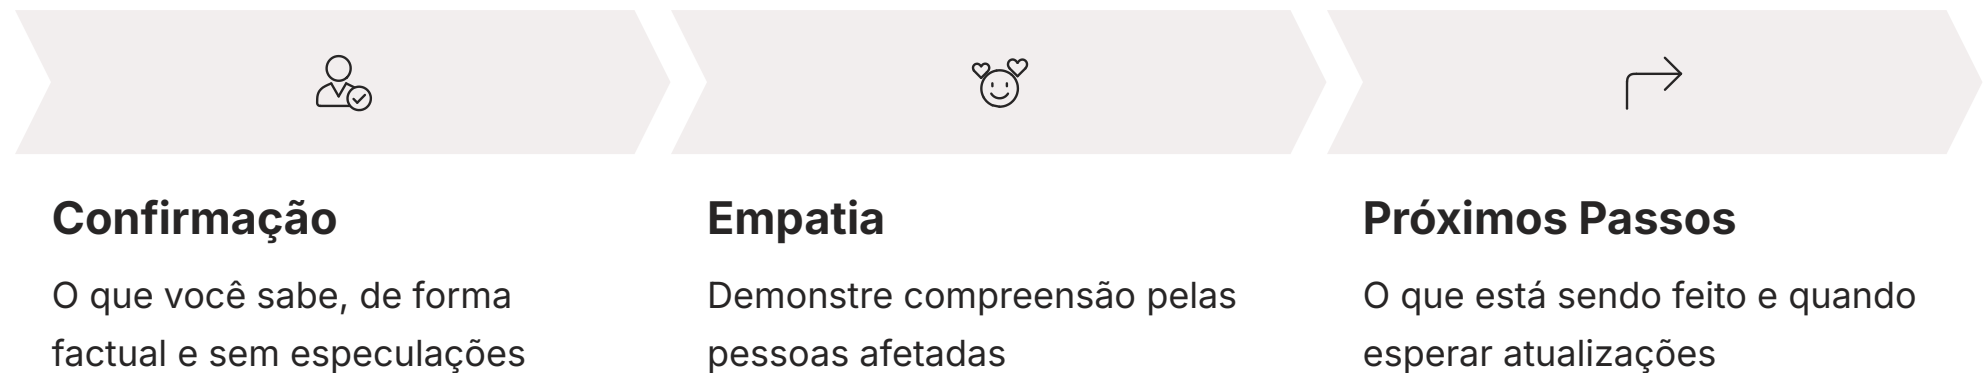 Confirmação
O que você sabe, de forma
factual e sem especulações
Empatia
Demonstre compreensão pelas
pessoas afetadas
Próximos Passos
O que está sendo feito e quando
esperar atualizações